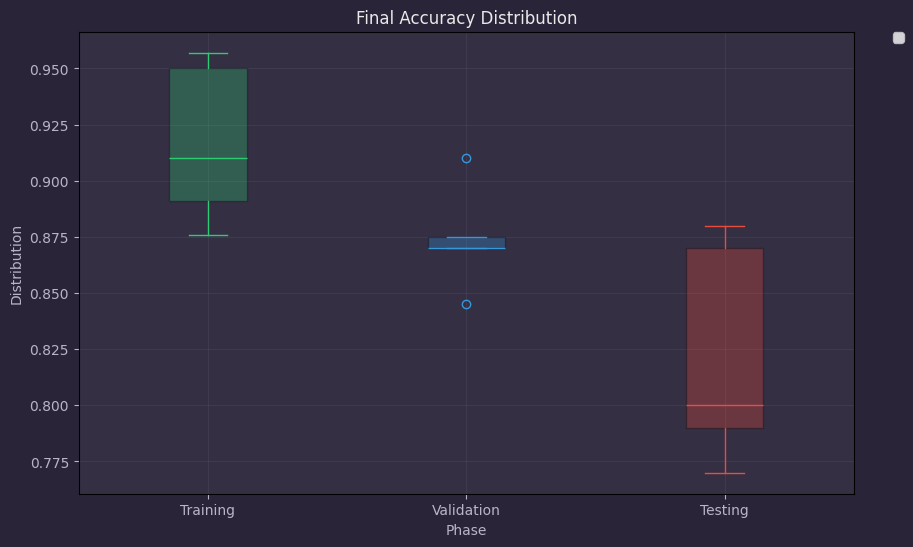 Final Accuracy Distribution
Distribution
0.950
0.925
0.900
0.875
0.850
0.825
0.800
0.775
Training
Validation
Testing
Phase